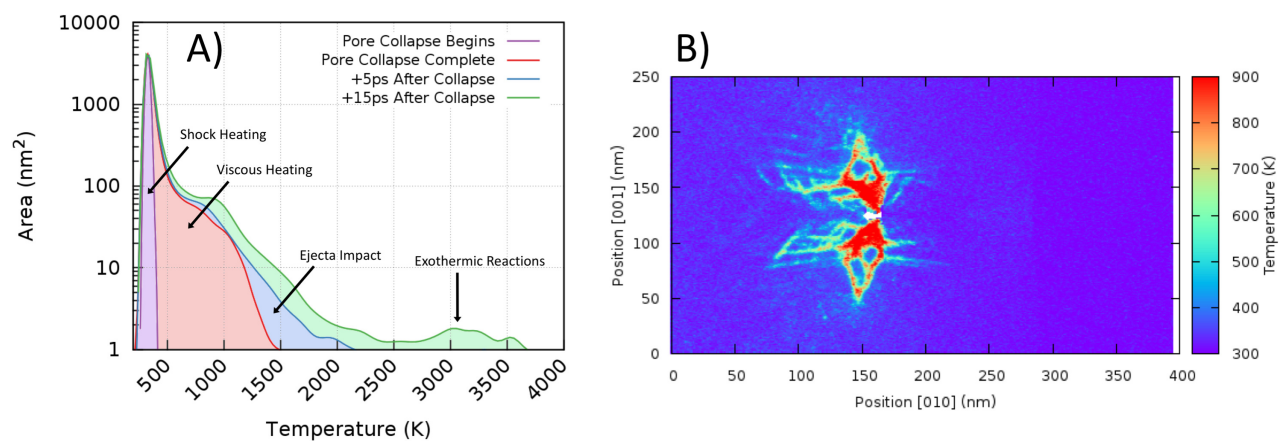 A)
Area (nm²)
10000
1000
100
10
1
Pore Collapse Begins
Pore Collapse Complete
+5ps After Collapse
+15ps After Collapse
Shock Heating
Viscous Heating
Ejecta Impact
Exothermic Reactions
500 1000 1500 2000 2500 3000 3500 4000
Temperature (K)
B)
Position [001] (nm)
250
200
150
100
50
0
0 50 100 150 200 250 300 350 400
Position [010] (nm)
900
800
700
600
500
400
300
Temperature (K)